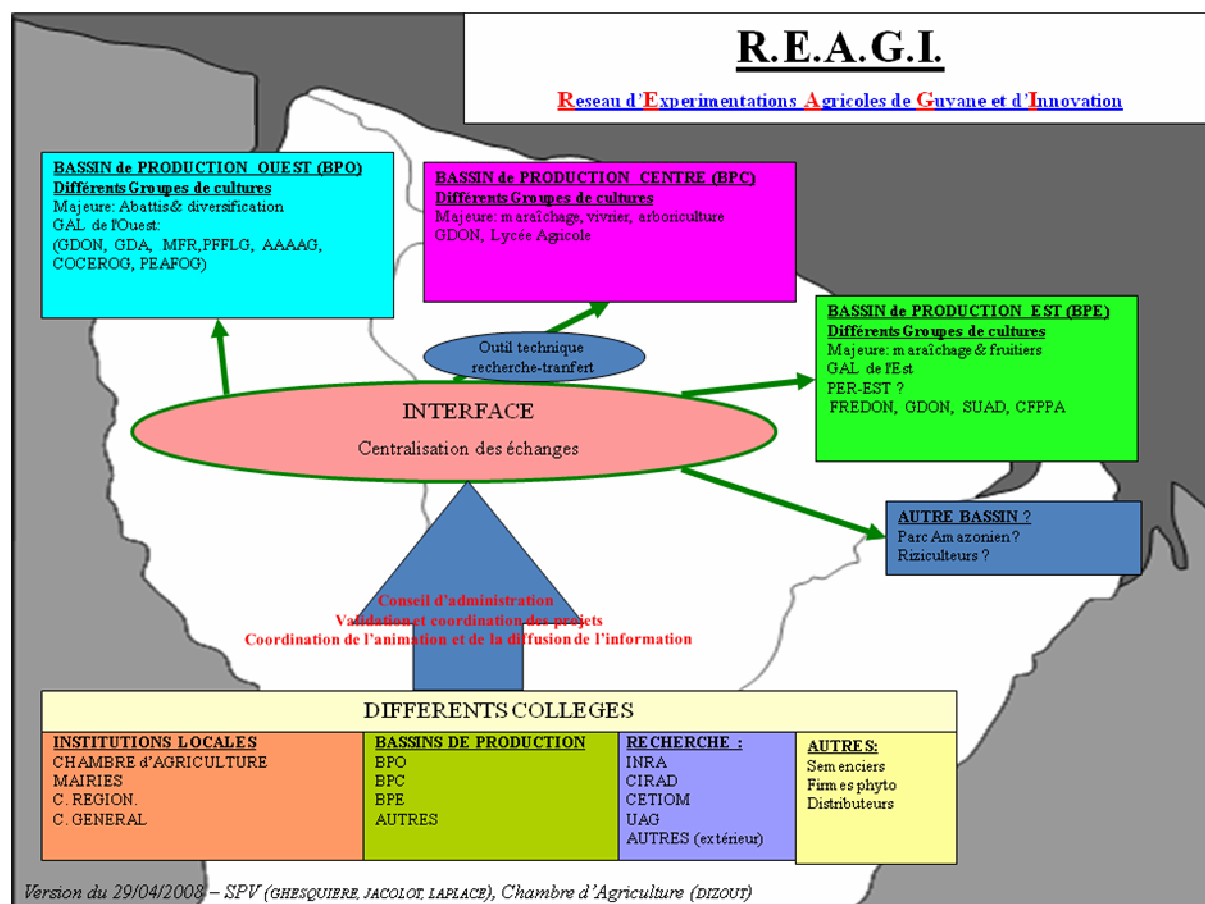 R.E.A.G.I.
Reseau d'Experimentations Agricoles de Guyane et d'Innovation
BASSIN de PRODUCTION OUEST (BPO)
Différents Groupes de cultures
Majeure: Abattis & diversification
GAL de l'Ouest:
(GDON, GDA, MFR,PFFLG, AAAAG,
COCEROG, PEAFOG)
BASSIN de PRODUCTION CENTRE (BPC)
Différents Groupes de cultures
Majeure: maraîchage, vivrier, arboriculture
GDON, Lycée Agricole
BASSIN de PRODUCTION EST (BPE)
Différents Groupes de cultures
Majeure: maraîchage & fruitiers
GAL de l'Est
PER-EST ?
FREDON, GDON, SUAD, CFPPA
Outil technique
recherche-tranfert
INTERFACE
Centralisation des échanges
AUTRE BASSIN ?
Parc Amazonien ?
Riziculteurs ?
Conseil d'administration
Validation et coordination des projets
Coordination de l'animation et de la diffusion de l'information
DIFFERENTS COLLEGES
INSTITUTIONS LOCALES
CHAMBRE d'AGRICULTURE
MAIRIES
C. REGION.
C. GENERAL
BASSINS DE PRODUCTION
BPO
BPC
BPE
AUTRES
RECHERCHE :
INRA
CIRAD
CETIOM
UAG
AUTRES (extérieur)
AUTRES:
Semenciers
Firmes phyto
Distributeurs
Version du 29/04/2008 – SPV (GHESQUIERE, JACOLOT, LAPLACE), Chambre d'Agriculture (DIZOUT)